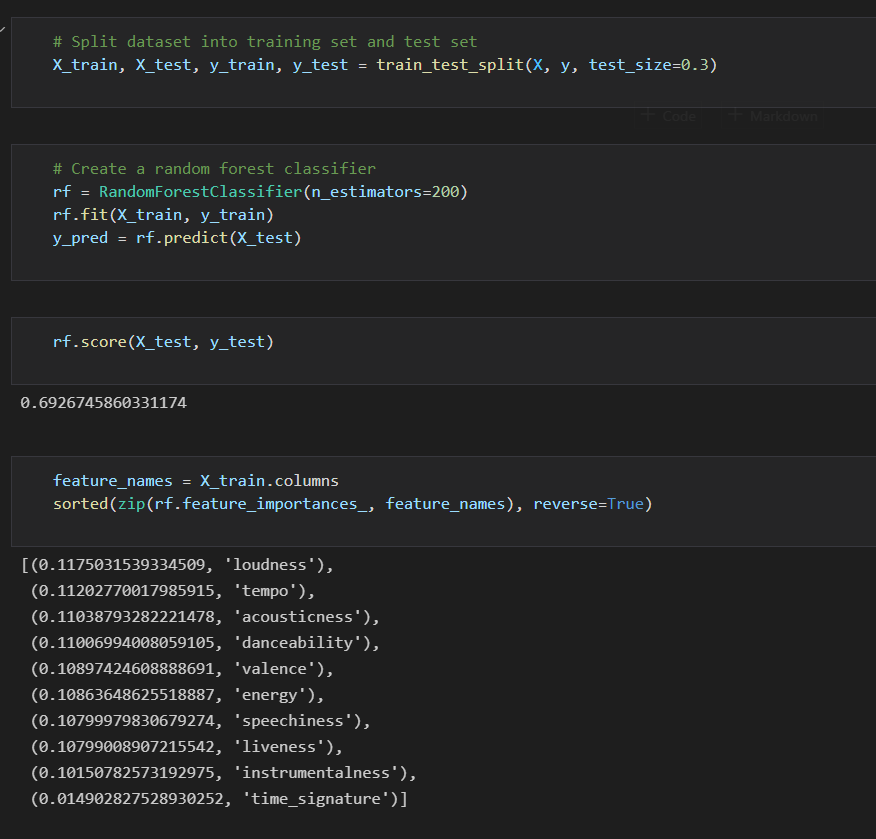 # Split dataset into training set and test set
X_train, X_test, y_train, y_test = train_test_split(X, y, test_size=0.3)
+ Code + Markdown
# Create a random forest classifier
rf = RandomForestClassifier(n_estimators=200)
rf.fit(X_train, y_train)
y_pred = rf.predict(X_test)
rf.score(X_test, y_test)
0.6926745860331174
feature_names = X_train.columns
sorted(zip(rf.feature_importances_, feature_names), reverse=True)
[(0.1175031539334509, 'loudness'),
(0.11202770017985915, 'tempo'),
(0.11038793282221478, 'acousticness'),
(0.11006994008059105, 'danceability'),
(0.10897424608888691, 'valence'),
(0.10863648625518887, 'energy'),
(0.10799979830679274, 'speechiness'),
(0.10799008907215542, 'liveness'),
(0.10150782573192975, 'instrumentalness'),
(0.014902827528930252, 'time_signature')]